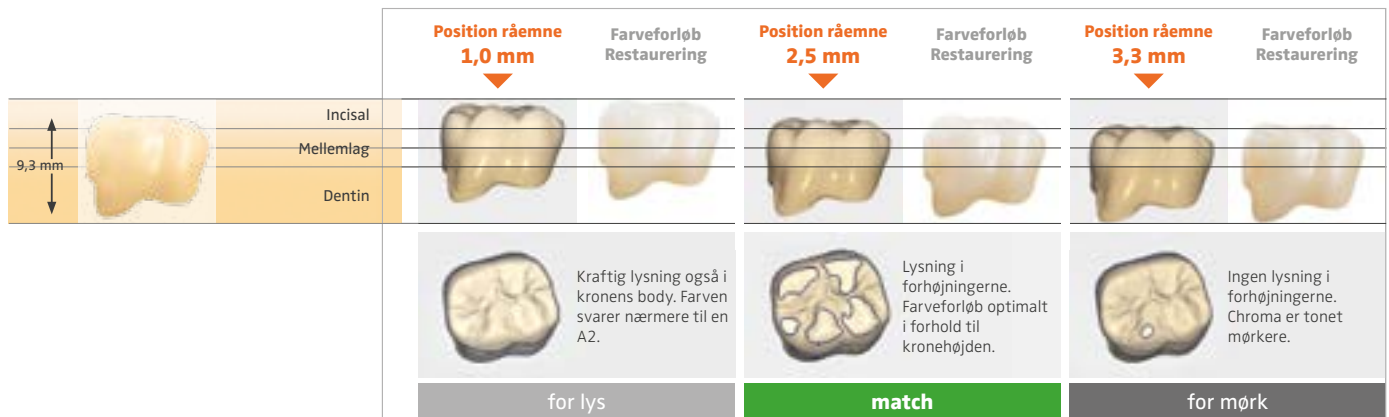 Position råemne
1,0 mm
Farveforløb
Restaurering
Position råemne
2,5 mm
Farveforløb
Restaurering
Position råemne
3,3 mm
Farveforløb
Restaurering
9,3 mm
Incisal
Mellemlag
Dentin
Kraftig lysning også i
kronens body. Farven
svarer nærmere til en
A2.
Lysning i
forhøjningerne.
Farveforløb optimalt
i forhold til
kronehøjden.
Ingen lysning i
forhøjningerne.
Chroma er tonet
mørkere.
for lys
match
for mørk